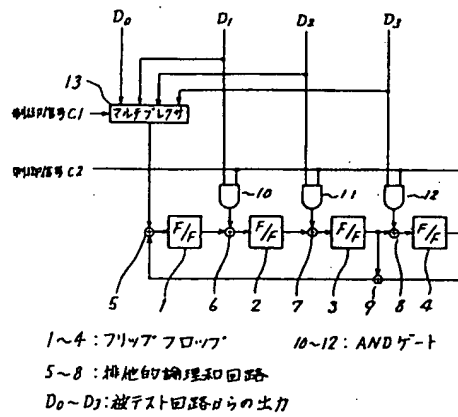 D₀ D₁ D₂ D₃
13
マルチプレクサ
制御信号C1
制御信号C2
~10 ~11 ~12
F/F F/F F/F F/F
5 1 6 2 7 3 9 8 4
1~4:フリップフロップ 10~12:ANDゲート
5~8:排他的論理和回路
D₀~D₃:被テスト回路からの出力